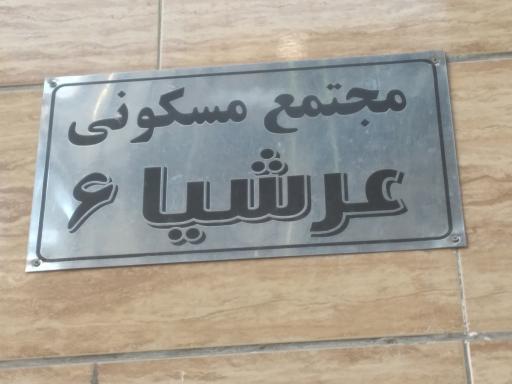 مجتمع مسکونی
عرشیا ۶